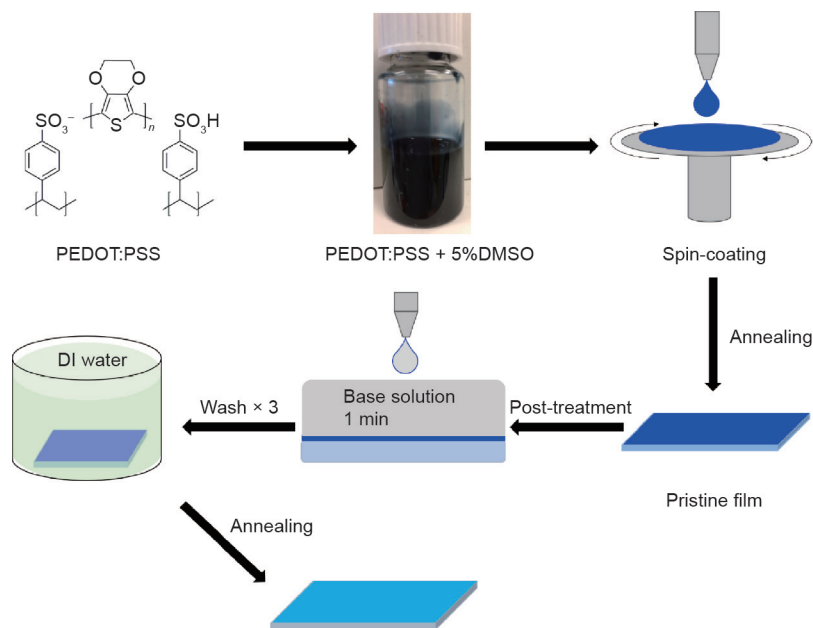 O O
SO3− S n SO3H
PEDOT:PSS
PEDOT:PSS + 5%DMSO
Spin-coating
Annealing
DI water
Wash × 3
Base solution
1 min
Post-treatment
Pristine film
Annealing